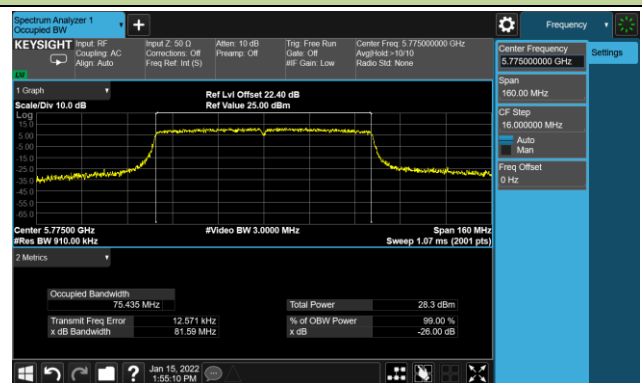 Spectrum Analyzer 1
Occupied BW
Frequency
KEYSIGHT
Input: RF
Coupling: AC
Align: Auto
Input Z: 50 Ω
Corrections: Off
Freq Ref: Int (S)
Atten: 10 dB
Preamp: Off
Trig: Free Run
Gate: Off
#IF Gain: Low
Center Freq: 5.775000000 GHz
Avg|Hold:>10/10
Radio Std: None
Center Frequency
5.775000000 GHz
Settings
Span
160.00 MHz
CF Step
16.000000 MHz
Auto
Man
Freq Offset
0 Hz
1 Graph
Scale/Div 10.0 dB
Ref Lvl Offset 22.40 dB
Ref Value 25.00 dBm
Log
15.0
5.00
-5.00
-15.0
-25.0
-35.0
-45.0
-55.0
-65.0
Center 5.77500 GHz
#Video BW 3.0000 MHz
Span 160 MHz
#Res BW 910.00 kHz
Sweep 1.07 ms (2001 pts)
2 Metrics
Occupied Bandwidth
75.435 MHz
Total Power 28.3 dBm
Transmit Freq Error 12.571 kHz
% of OBW Power 99.00 %
x dB Bandwidth 81.59 MHz
x dB -26.00 dB
Jan 15, 2022
1:55:10 PM